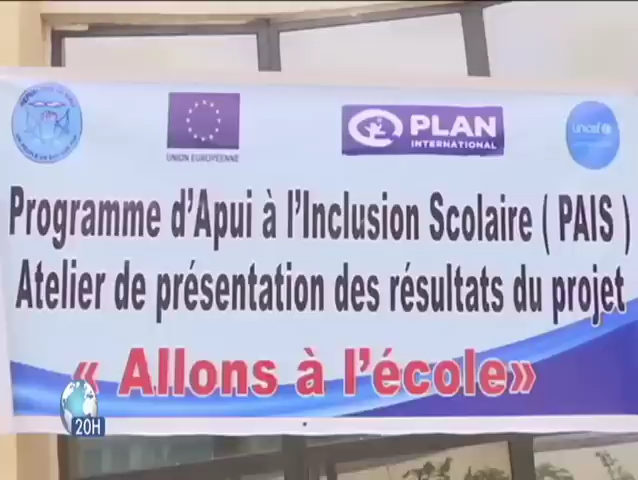 UNION EUROPEENNE
PLAN
INTERNATIONAL
unicef
Programme d'Apui à l'Inclusion Scolaire ( PAIS )
Atelier de présentation des résultats du projet
« Allons à l'école»
20H